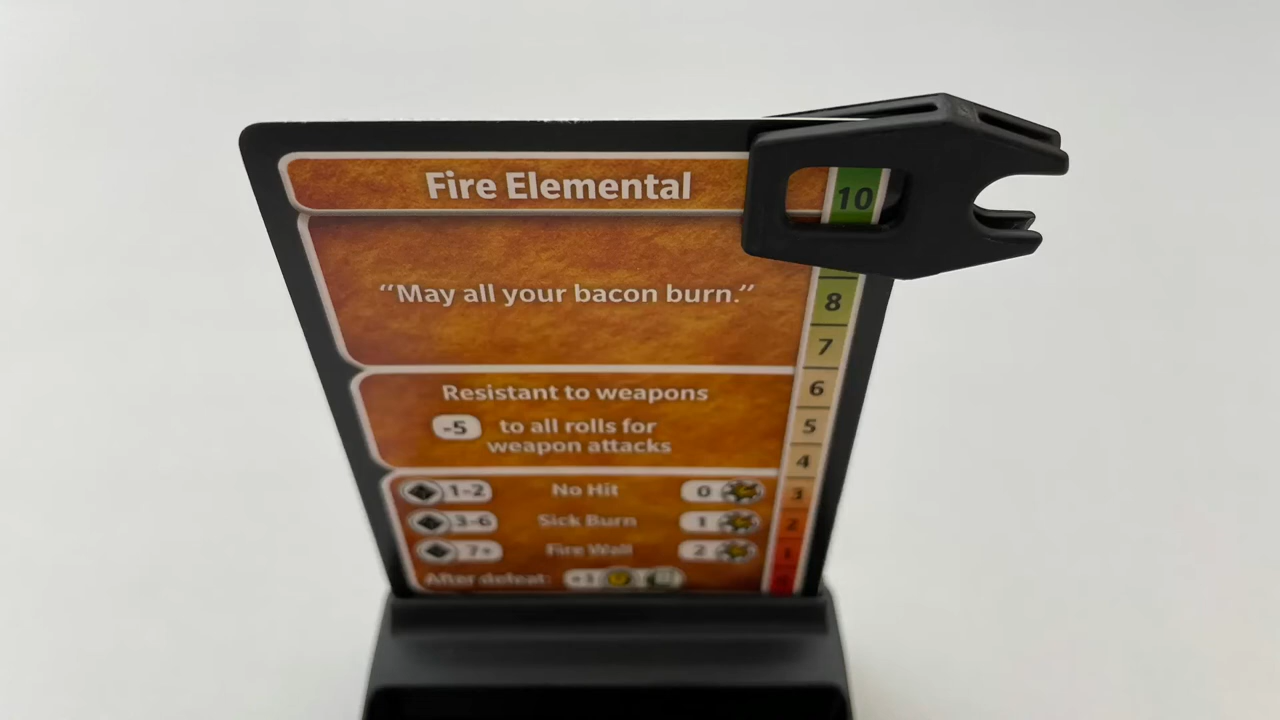 Fire Elemental
10
“May all your bacon burn.”
8
7
Resistant to weapons
6
-5 to all rolls for
weapon attacks
5
4
1-2 No Hit 0
3
3-6 Sick Burn 1
2
7+ Fire Wall 2
1
After defeat: +3